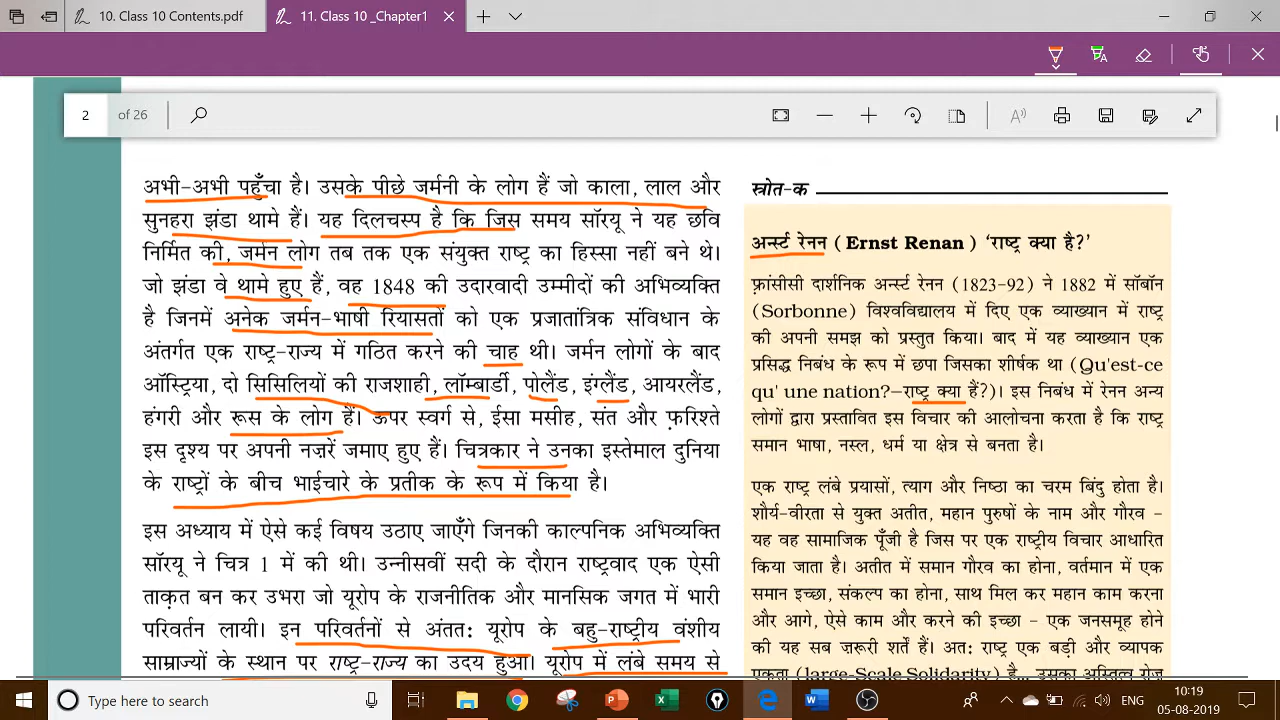 10. Class 10 Contents.pdf
11. Class 10 _Chapter1
2 of 26
अभी-अभी पहुँचा है। उसके पीछे जर्मनी के लोग हैं जो काला, लाल और
सुनहरा झंडा थामे हैं। यह दिलचस्प है कि जिस समय सॉरयू ने यह छवि
निर्मित की, जर्मन लोग तब तक एक संयुक्त राष्ट्र का हिस्सा नहीं बने थे।
जो झंडा वे थामे हुए हैं, वह 1848 की उदारवादी उम्मीदों की अभिव्यक्ति
है जिनमें अनेक जर्मन-भाषी रियासतों को एक प्रजातांत्रिक संविधान के
अंतर्गत एक राष्ट्र-राज्य में गठित करने की चाह थी। जर्मन लोगों के बाद
ऑस्ट्रिया, दो सिसिलियों की राजशाही, लॉम्बार्डी, पोलैंड, इंग्लैंड, आयरलैंड,
हंगरी और रूस के लोग हैं। ऊपर स्वर्ग से, ईसा मसीह, संत और फ़रिश्ते
इस दृश्य पर अपनी नज़रें जमाए हुए हैं। चित्रकार ने उनका इस्तेमाल दुनिया
के राष्ट्रों के बीच भाईचारे के प्रतीक के रूप में किया है।
इस अध्याय में ऐसे कई विषय उठाए जाएँगे जिनकी काल्पनिक अभिव्यक्ति
सॉरयू ने चित्र 1 में की थी। उन्नीसवीं सदी के दौरान राष्ट्रवाद एक ऐसी
ताक़त बन कर उभरा जो यूरोप के राजनीतिक और मानसिक जगत में भारी
परिवर्तन लायी। इन परिवर्तनों से अंततः यूरोप के बहु-राष्ट्रीय वंशीय
साम्राज्यों के स्थान पर राष्ट्र-राज्य का उदय हुआ। यूरोप में लंबे समय से
स्रोत-क
अर्न्स्ट रेनन (Ernst Renan) ‘राष्ट्र क्या है?’
फ़्रांसीसी दार्शनिक अर्न्स्ट रेनन (1823-92) ने 1882 में सॉबॉन
(Sorbonne) विश्वविद्यालय में दिए एक व्याख्यान में राष्ट्र
की अपनी समझ को प्रस्तुत किया। बाद में यह व्याख्यान एक
प्रसिद्ध निबंध के रूप में छपा जिसका शीर्षक था (Qu'est-ce
qu' une nation?–राष्ट्र क्या हैं?)। इस निबंध में रेनन अन्य
लोगों द्वारा प्रस्तावित इस विचार की आलोचना करता है कि राष्ट्र
समान भाषा, नस्ल, धर्म या क्षेत्र से बनता है।
एक राष्ट्र लंबे प्रयासों, त्याग और निष्ठा का चरम बिंदु होता है।
शौर्य-वीरता से युक्त अतीत, महान पुरुषों के नाम और गौरव –
यह वह सामाजिक पूँजी है जिस पर एक राष्ट्रीय विचार आधारित
किया जाता है। अतीत में समान गौरव का होना, वर्तमान में एक
समान इच्छा, संकल्प का होना, साथ मिल कर महान काम करना
और आगे, ऐसे काम और करने की इच्छा – एक जनसमूह होने
की यह सब जरूरी शर्तें हैं। अतः राष्ट्र एक बड़ी और व्यापक
एकता (large-Scale Solidarity) है... उसका अस्तित्व रोज़
Type here to search
10:19
05-08-2019